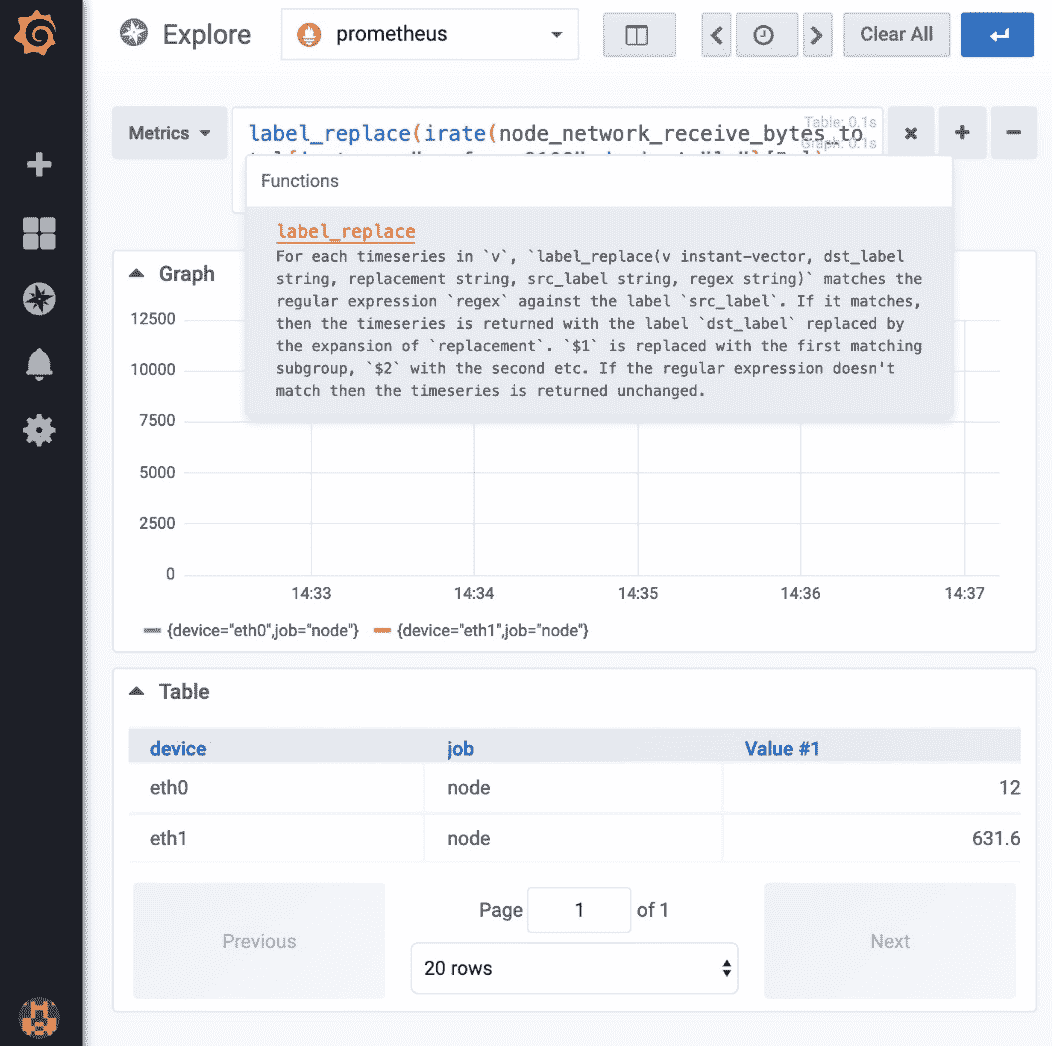 Explore
prometheus
Clear All
Metrics
label_replace(irate(node_network_receive_bytes_to
Table: 0.1s
Graph: 0.1s
Functions
label_replace
For each timeseries in `v`, `label_replace(v instant-vector, dst_label
string, replacement string, src_label string, regex string)` matches the
regular expression `regex` against the label `src_label`. If it matches,
then the timeseries is returned with the label `dst_label` replaced by
the expansion of `replacement`. `$1` is replaced with the first matching
subgroup, `$2` with the second etc. If the regular expression doesn't
match then the timeseries is returned unchanged.
Graph
12500
10000
7500
5000
2500
0
14:33 14:34 14:35 14:36 14:37
{device="eth0",job="node"} {device="eth1",job="node"}
Table
device job Value #1
eth0 node 12
eth1 node 631.6
Page 1 of 1
Previous Next
20 rows